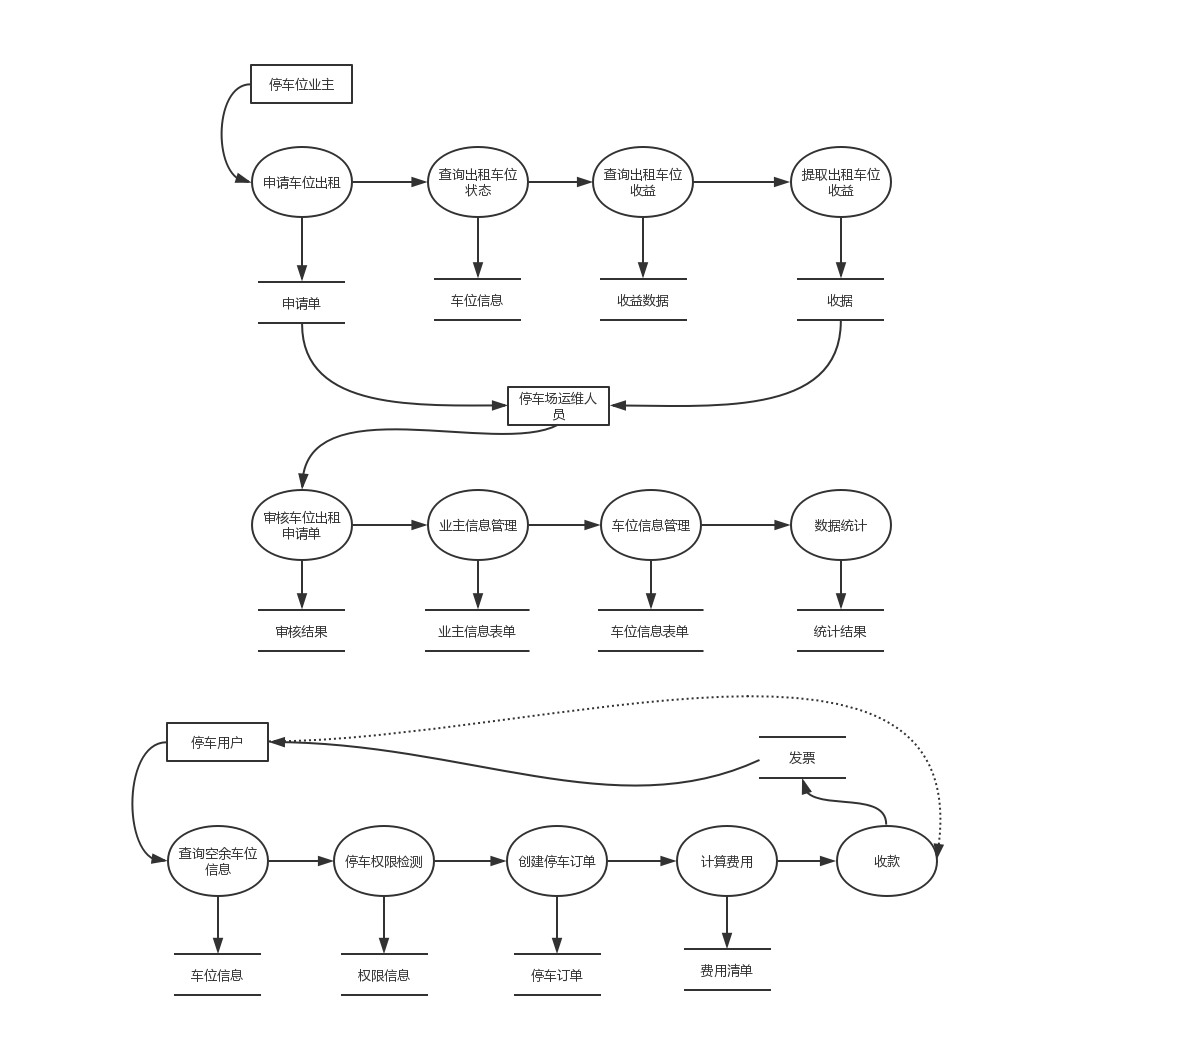 停车位业主
申请车位出租
查询出租车位
状态
查询出租车位
收益
提取出租车位
收益
申请单
车位信息
收益数据
收据
停车场运维人
员
审核车位出租
申请单
业主信息管理
车位信息管理
数据统计
审核结果
业主信息表单
车位信息表单
统计结果
停车用户
发票
查询空余车位
信息
停车权限检测
创建停车订单
计算费用
收款
车位信息
权限信息
停车订单
费用清单